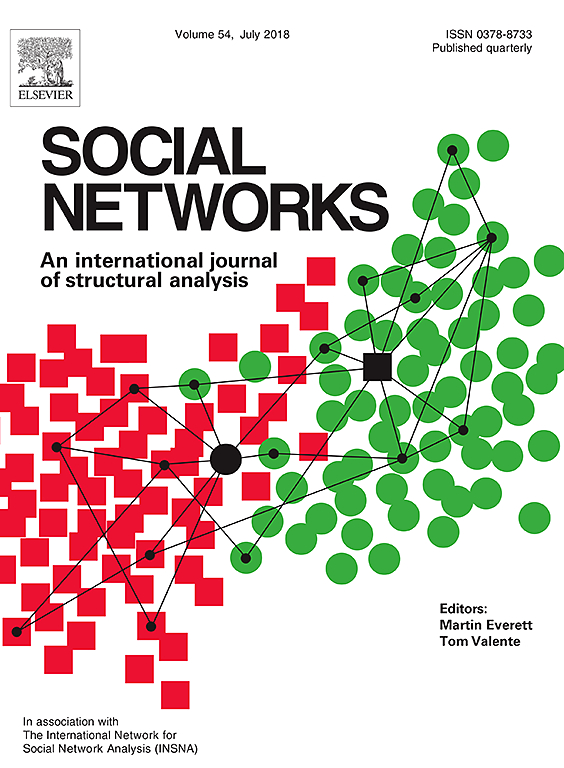 Volume 54, July 2018
ISSN 0378-8733
Published quarterly
ELSEVIER
SOCIAL
NETWORKS
An international journal
of structural analysis
Editors:
Martin Everett
Tom Valente
In association with
The International Network for
Social Network Analysis (INSNA)